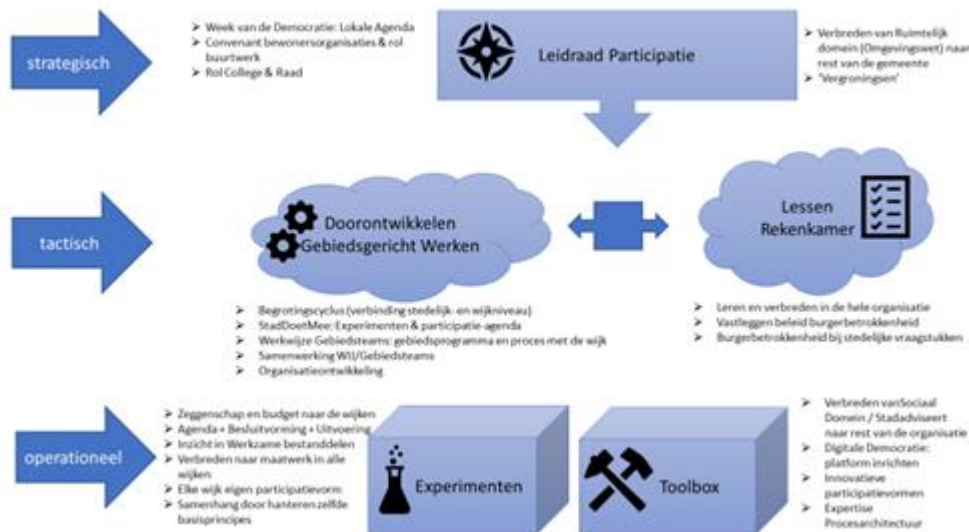 strategisch
Week van de Democratie: Lokale Agenda
Convenant bewonersorganisaties & rol
buurtwerk
Rol College & Raad
Leidraad Participatie
Verbreden van Ruimtelijk
domein (Omgevingswet) naar
rest van de gemeente
'Vergroningsen'
tactisch
Doorontwikkelen
Gebiedsgericht Werken
Lessen
Rekenkamer
Begrotingscyclus (verbinding stedelijk- en wijkniveau)
StadDoetMee: Experimenten & participatie-agenda
Werkwijze Gebiedsteams: gebiedsprogramma en proces met de wijk
Samenwerking WIJ/Gebiedsteams
Organisatieontwikkeling
Leren en verbreden in de hele organisatie
Vastleggen beleid burgerbetrokkenheid
Burgerbetrokkenheid bij stedelijke vraagstukken
operationeel
Zeggenschap en budget naar de wijken
Agenda + Besluitvorming + Uitvoering
Inzicht in Werkzame bestanddelen
Verbreden naar maatwerk in alle
wijken
Elke wijk eigen participatievorm
Samenhang door hanteren zelfde
basisprincipes
Experimenten
Toolbox
Verbreden vanSociaal
Domein / Stadadviseert
naar rest van de organisatie
Digitale Democratie:
platform inrichten
Innovatieve
participatievormen
Expertise
Procesarchitectuur